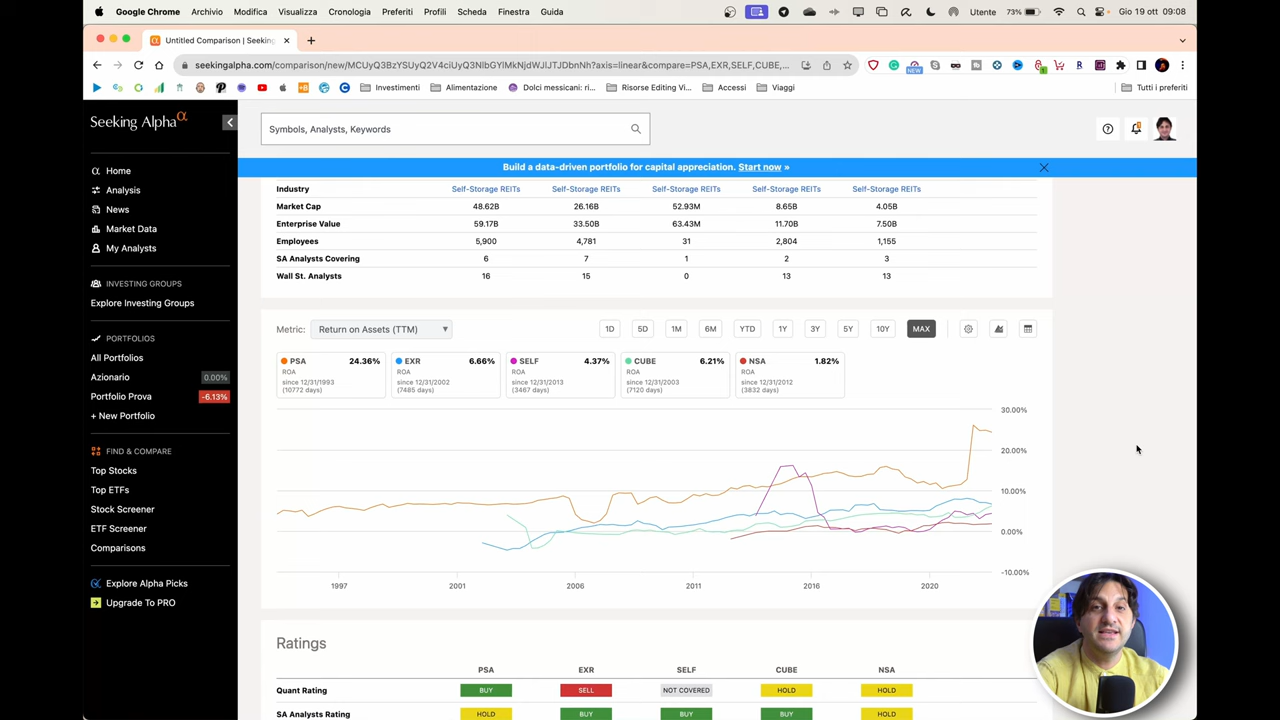 Google Chrome Archivio Modifica Visualizza Cronologia Preferiti Profili Scheda Finestra Guida Utente 73% Gio 19 ott 09:08
Untitled Comparison | Seeking
seekingalpha.com/comparison/new/MCUyQ3BzYSUyQ2V4ciUyQ3NlbGYlMkNjdWJlJTJDbnNh?axis=linear&compare=PSA,EXR,SELF,CUBE,...
NEW
Investimenti Alimentazione Dolci messicani: ri... Risorse Editing Vi... Accessi Viaggi Tutti i preferiti
Seeking Alpha α
Symbols, Analysts, Keywords
Build a data-driven portfolio for capital appreciation. Start now »
Home
Analysis
News
Market Data
My Analysts
INVESTING GROUPS
Explore Investing Groups
PORTFOLIOS
All Portfolios
Azionario 0.00%
Portfolio Prova -6.13%
+ New Portfolio
FIND & COMPARE
Top Stocks
Top ETFs
Stock Screener
ETF Screener
Comparisons
Explore Alpha Picks
Upgrade To PRO
Industry Self-Storage REITs Self-Storage REITs Self-Storage REITs Self-Storage REITs Self-Storage REITs
Market Cap 48.62B 26.16B 52.93M 8.65B 4.05B
Enterprise Value 59.17B 33.50B 63.43M 11.70B 7.50B
Employees 5,900 4,781 31 2,804 1,155
SA Analysts Covering 6 7 1 2 3
Wall St. Analysts 16 15 0 13 13
Metric: Return on Assets (TTM) 1D 5D 1M 6M YTD 1Y 3Y 5Y 10Y MAX
PSA 24.36% EXR 6.66% SELF 4.37% CUBE 6.21% NSA 1.82%
ROA ROA ROA ROA ROA
since 12/31/1993 since 12/31/2002 since 12/31/2013 since 12/31/2003 since 12/31/2012
(10772 days) (7485 days) (3467 days) (7120 days) (3832 days)
30.00%
20.00%
10.00%
0.00%
-10.00%
1997 2001 2006 2011 2016 2020
Ratings
PSA EXR SELF CUBE NSA
Quant Rating BUY SELL NOT COVERED HOLD HOLD
SA Analysts Rating HOLD BUY BUY BUY HOLD